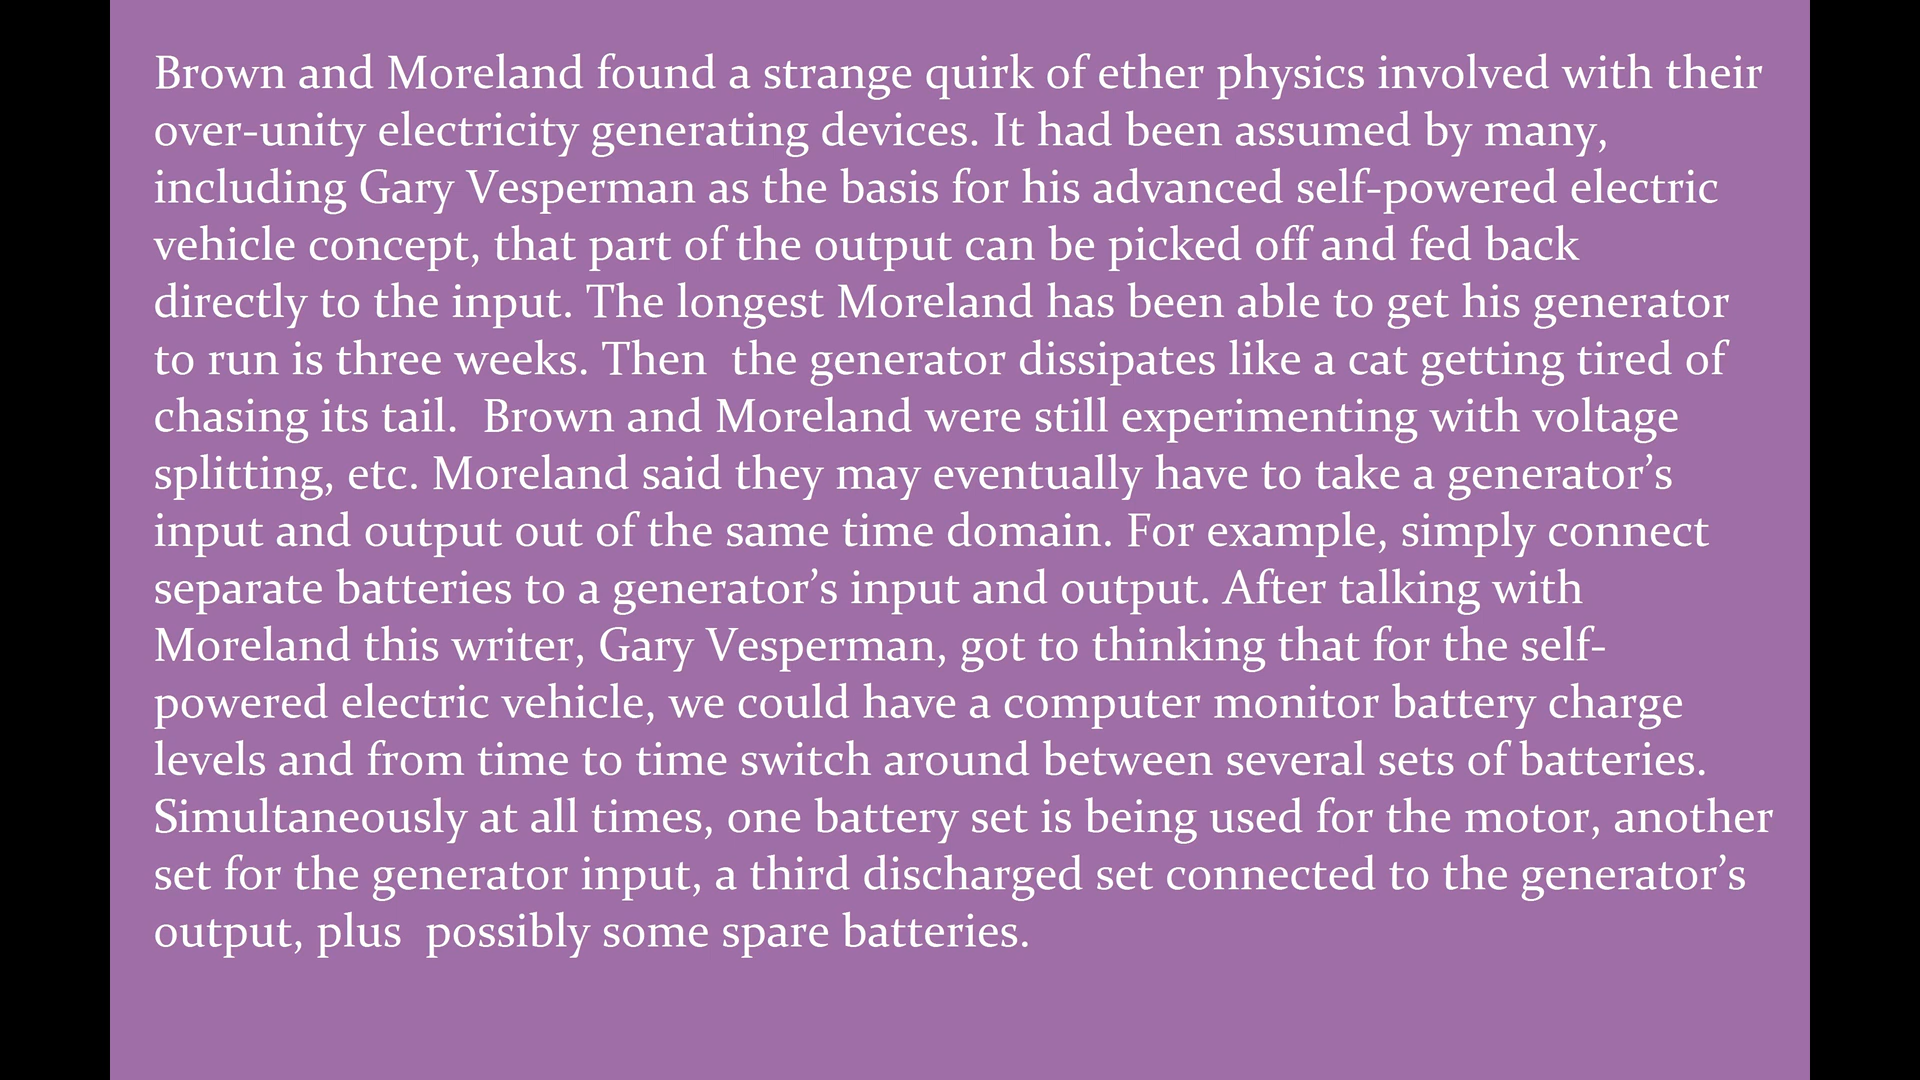 Brown and Moreland found a strange quirk of ether physics involved with their
over-unity electricity generating devices. It had been assumed by many,
including Gary Vesperman as the basis for his advanced self-powered electric
vehicle concept, that part of the output can be picked off and fed back
directly to the input. The longest Moreland has been able to get his generator
to run is three weeks. Then  the generator dissipates like a cat getting tired of
chasing its tail.  Brown and Moreland were still experimenting with voltage
splitting, etc. Moreland said they may eventually have to take a generator’s
input and output out of the same time domain. For example, simply connect
separate batteries to a generator’s input and output. After talking with
Moreland this writer, Gary Vesperman, got to thinking that for the self-
powered electric vehicle, we could have a computer monitor battery charge
levels and from time to time switch around between several sets of batteries.
Simultaneously at all times, one battery set is being used for the motor, another
set for the generator input, a third discharged set connected to the generator’s
output, plus  possibly some spare batteries.